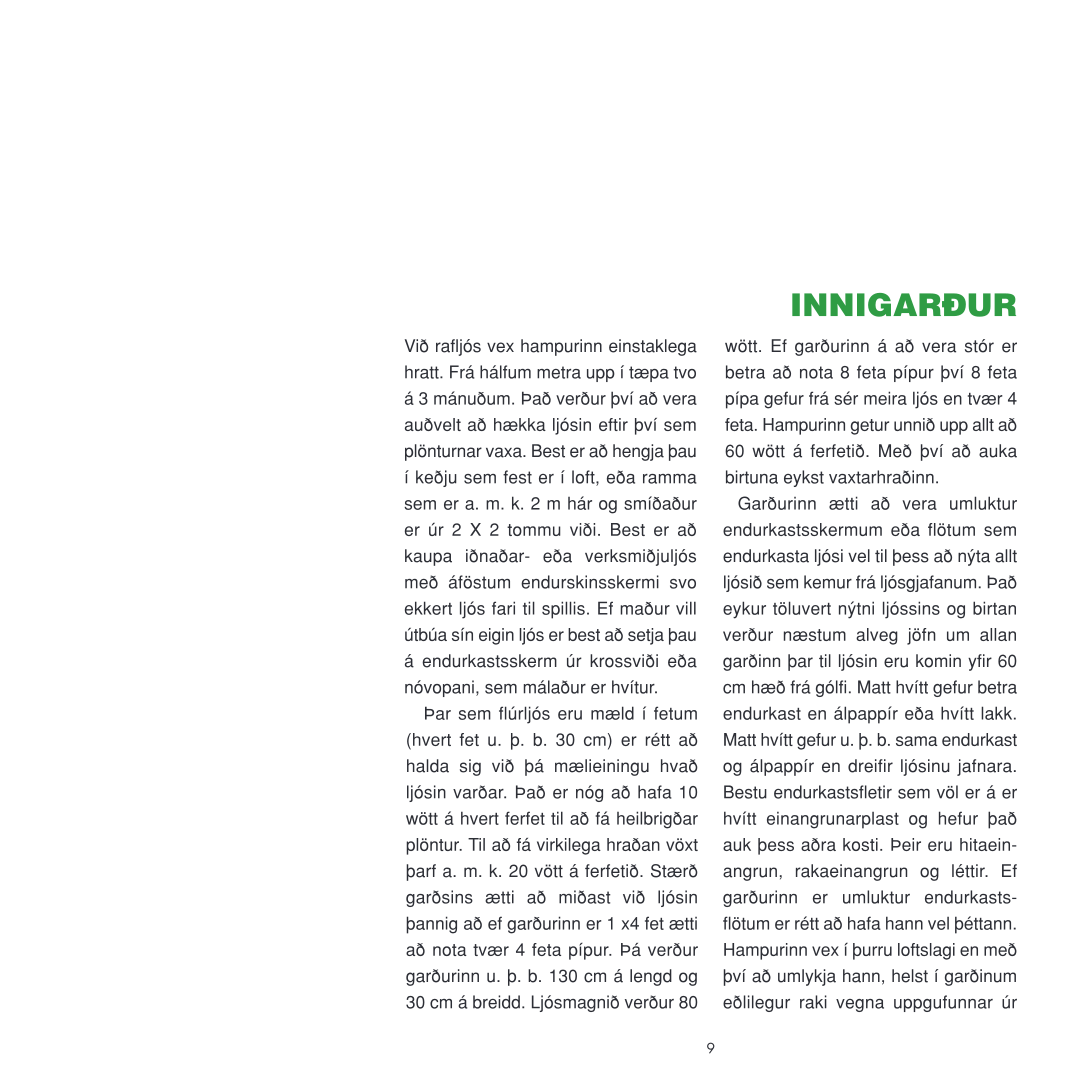 INNIGARÐUR
Við rafljós vex hampurinn einstaklega
hratt. Frá hálfum metra upp í tæpa tvo
á 3 mánuðum. Það verður því að vera
auðvelt að hækka ljósin eftir því sem
plönturnar vaxa. Best er að hengja þau
í keðju sem fest er í loft, eða ramma
sem er a. m. k. 2 m hár og smíðaður
er úr 2 X 2 tommu viði. Best er að
kaupa iðnaðar- eða verksmiðjuljós
með áföstum endurskinsskermi svo
ekkert ljós fari til spillis. Ef maður vill
útbúa sín eigin ljós er best að setja þau
á endurkastsskerm úr krossviði eða
nóvopani, sem málaður er hvítur.
Þar sem flúrljós eru mæld í fetum
(hvert fet u. þ. b. 30 cm) er rétt að
halda sig við þá mælieiningu hvað
ljósin varðar. Það er nóg að hafa 10
wött á hvert ferfet til að fá heilbrigðar
plöntur. Til að fá virkilega hraðan vöxt
þarf a. m. k. 20 vött á ferfetið. Stærð
garðsins ætti að miðast við ljósin
þannig að ef garðurinn er 1 x4 fet ætti
að nota tvær 4 feta pípur. Þá verður
garðurinn u. þ. b. 130 cm á lengd og
30 cm á breidd. Ljósmagnið verður 80
wött. Ef garðurinn á að vera stór er
betra að nota 8 feta pípur því 8 feta
pípa gefur frá sér meira ljós en tvær 4
feta. Hampurinn getur unnið upp allt að
60 wött á ferfetið. Með því að auka
birtuna eykst vaxtarhraðinn.
Garðurinn ætti að vera umluktur
endurkastsskermum eða flötum sem
endurkasta ljósi vel til þess að nýta allt
ljósið sem kemur frá ljósgjafanum. Það
eykur töluvert nýtni ljóssins og birtan
verður næstum alveg jöfn um allan
garðinn þar til ljósin eru komin yfir 60
cm hæð frá gólfi. Matt hvítt gefur betra
endurkast en álpappír eða hvítt lakk.
Matt hvítt gefur u. þ. b. sama endurkast
og álpappír en dreifir ljósinu jafnara.
Bestu endurkastsfletir sem völ er á er
hvítt einangrunarplast og hefur það
auk þess aðra kosti. Þeir eru hitaein-
angrun, rakaeinangrun og léttir. Ef
garðurinn er umluktur endurkasts-
flötum er rétt að hafa hann vel þéttann.
Hampurinn vex í þurru loftslagi en með
því að umlykja hann, helst í garðinum
eðlilegur raki vegna uppgufunnar úr
9